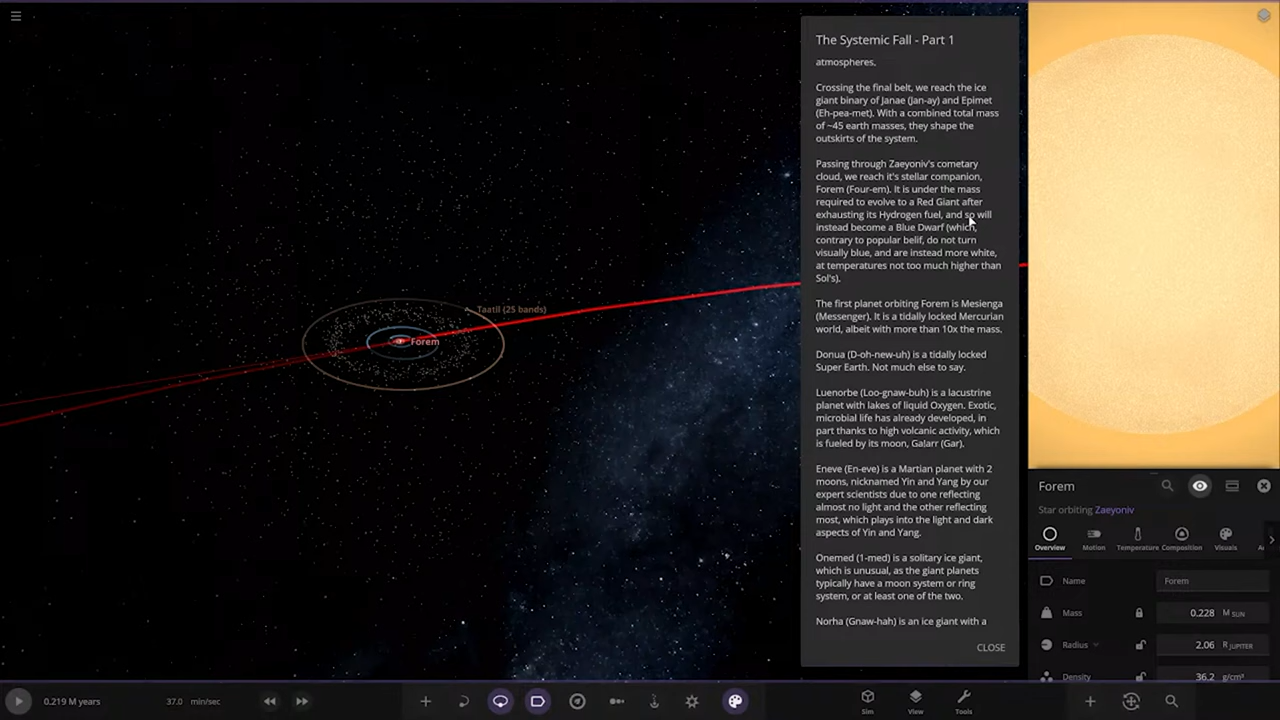 The Systemic Fall - Part 1
atmospheres,
Crossing the final belt, we reach the ice
giant binary of Janae (Jan-ay) and Epimet
(Eh-pea-met). With a combined total mass
of ~45 earth masses, they shape the
outskirts of the system.
Passing through Zaeyoniv's cometary
cloud, we reach it's stellar companion,
Forem (Four-em). It is under the mass
required to evolve to a Red Giant after
exhausting its Hydrogen fuel, and so will
instead become a Blue Dwarf (which,
contrary to popular belif, do not turn
visually blue, and are instead more white,
at temperatures not too much higher than
Sol's).
The first planet orbiting Forem is Mesienga
(Messenger). It is a tidally locked Mercurian
world, albeit with more than 10x the mass.
Donua (D-oh-new-uh) is a tidally locked
Super Earth. Not much else to say.
Luenorbe (Loo-gnaw-buh) is a lacustrine
planet with lakes of liquid Oxygen. Exotic,
microbial life has already developed, in
part thanks to high volcanic activity, which
is fueled by its moon, Ga!arr (Gar).
Eneve (En-eve) is a Martian planet with 2
moons, nicknamed Yin and Yang by our
expert scientists due to one reflecting
almost no light and the other reflecting
most, which plays into the light and dark
aspects of Yin and Yang.
Onemed (1-med) is a solitary ice giant,
which is unusual, as the giant planets
typically have a moon system or ring
system, or at least one of the two.
Norha (Gnaw-hah) is an ice giant with a
CLOSE
Taatil (25 bands)
Forem
Forem
Star orbiting Zaeyoniv
Overview
Motion
Temperature
Composition
Visuals
Name
Forem
Mass
0.228 M SUN
Radius
2.06 R JUPITER
Density
36.2 g/cm³
0.219 M years
37.0 min/sec
Sim
View
Tools